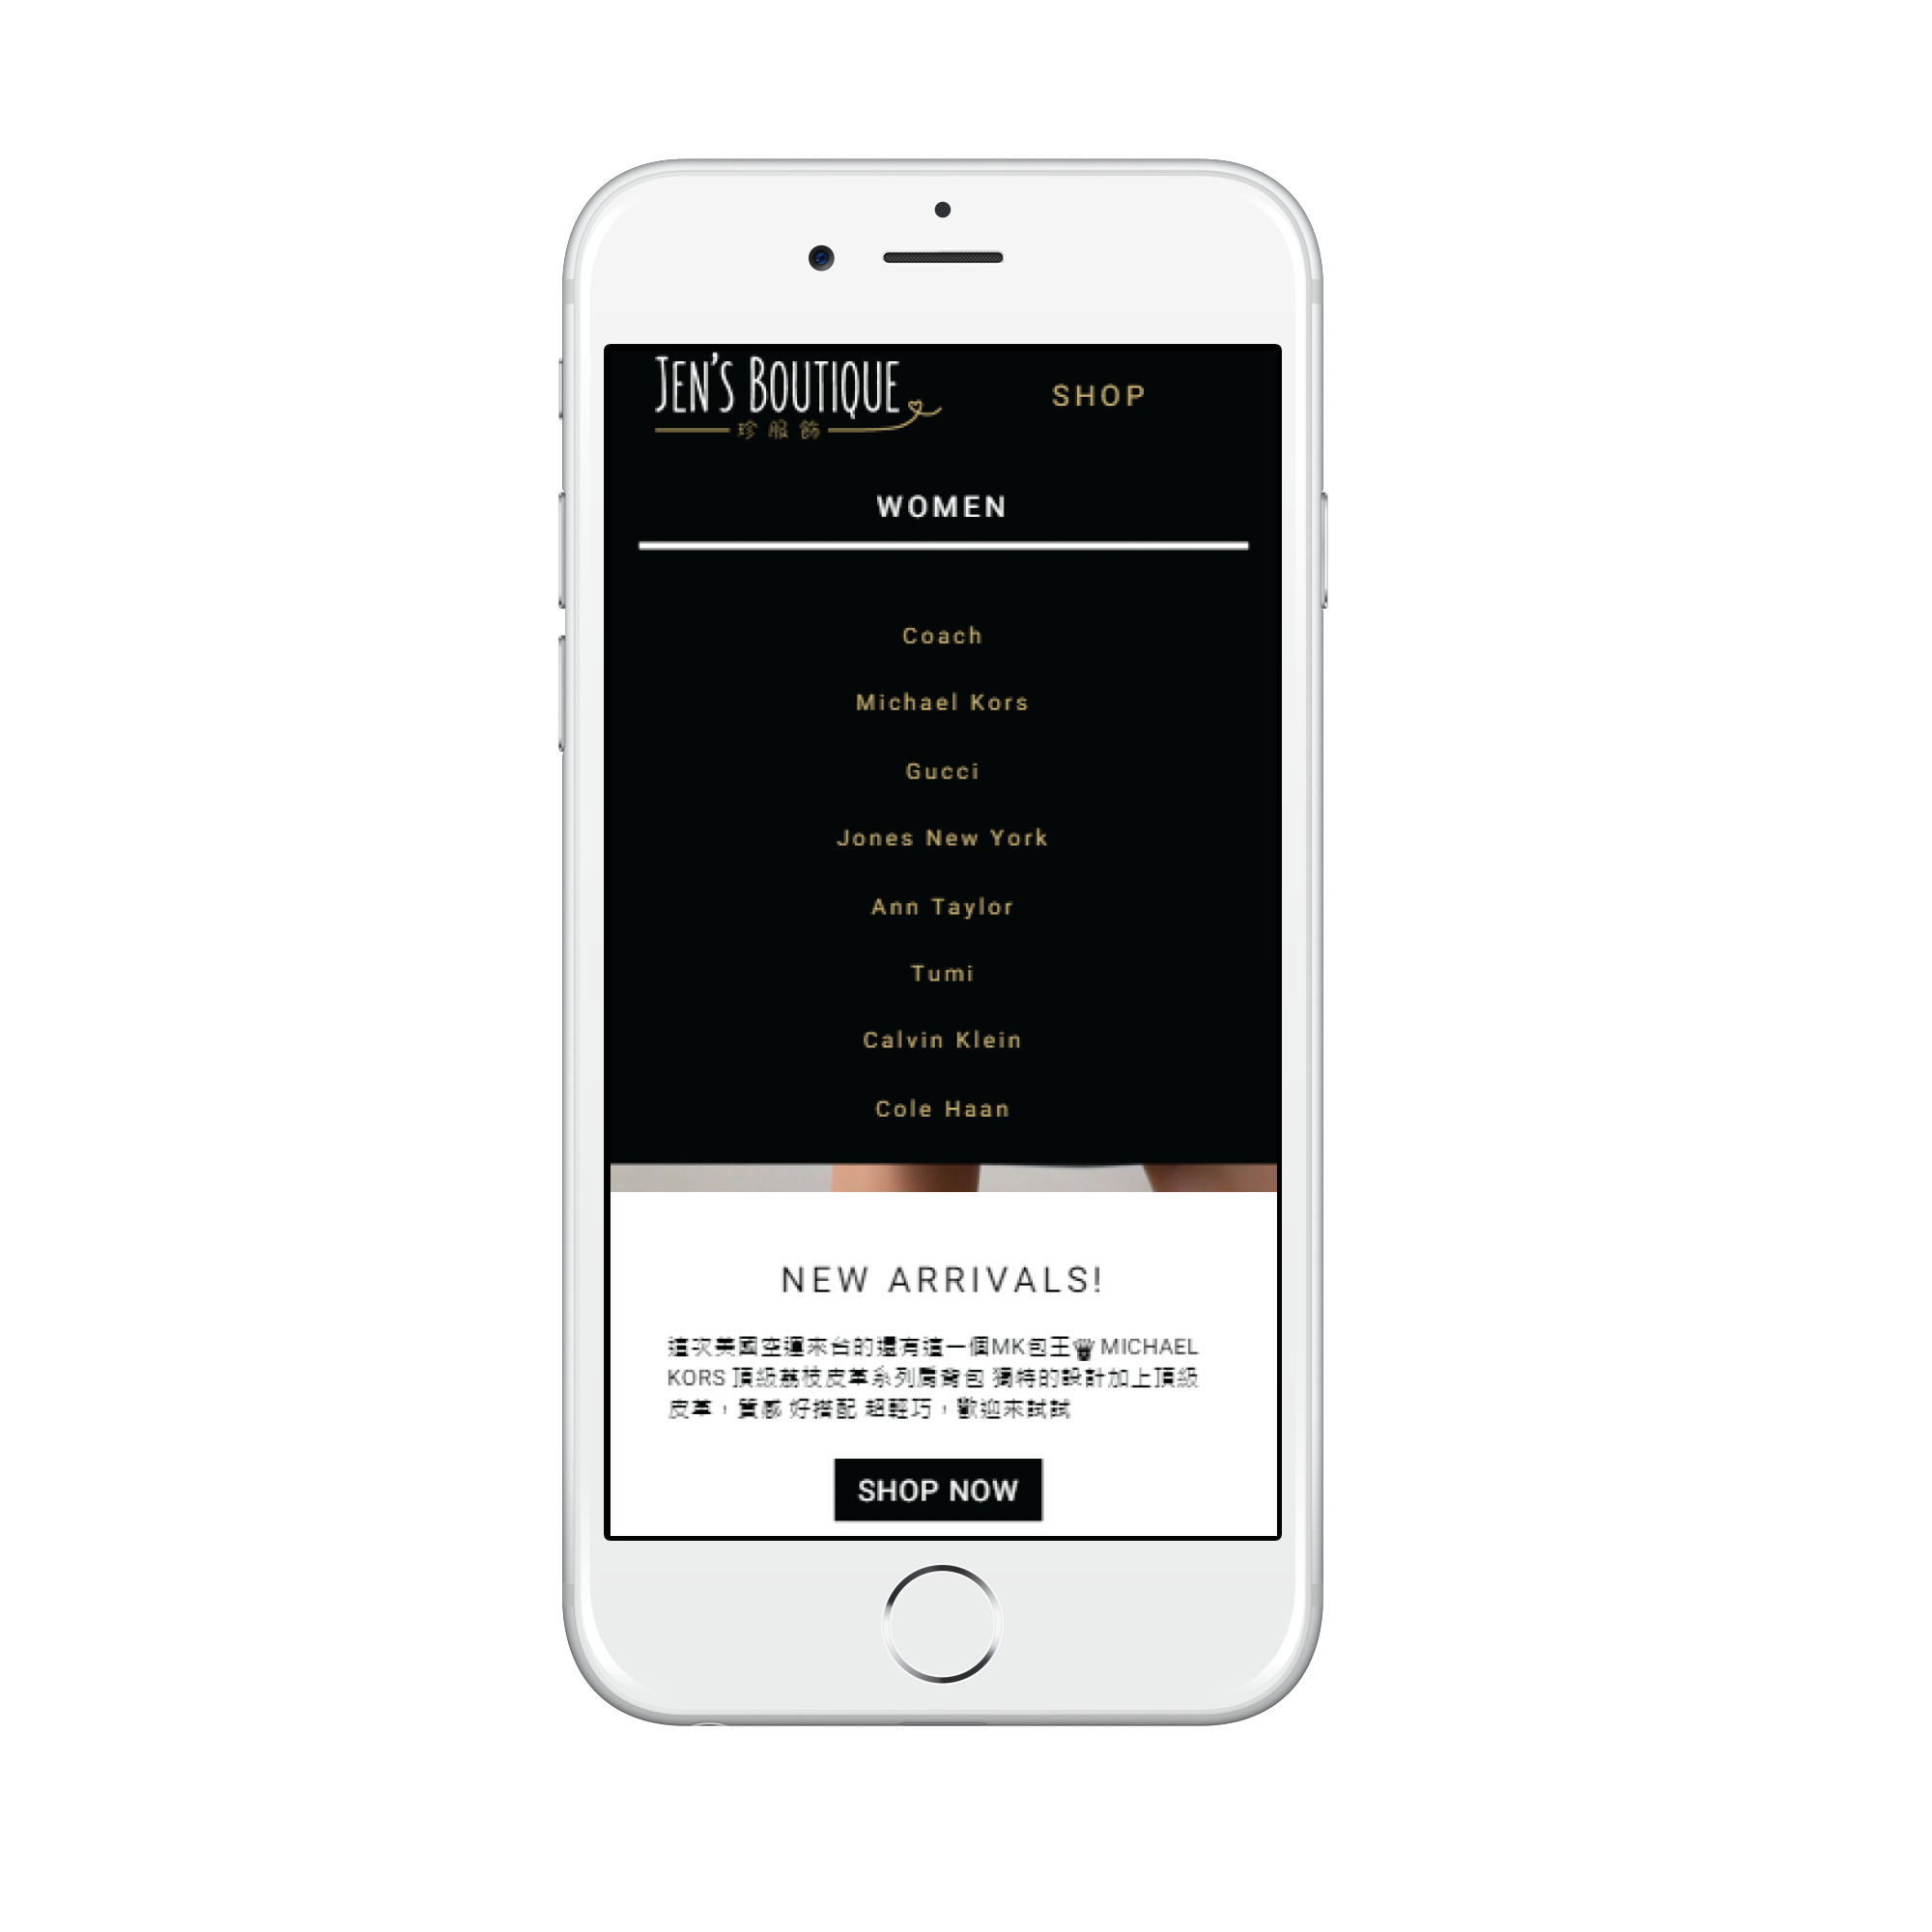 JEN'S BOUTIQUE
珍服飾
SHOP
WOMEN
Coach
Michael Kors
Gucci
Jones New York
Ann Taylor
Tumi
Calvin Klein
Cole Haan
NEW ARRIVALS!
這次美國空運來台的還有這一個MK包王♛ MICHAEL
KORS 頂級荔枝皮革系列肩背包 獨特的設計加上頂級
皮革，質感 好搭配 超輕巧，歡迎來試試
SHOP NOW